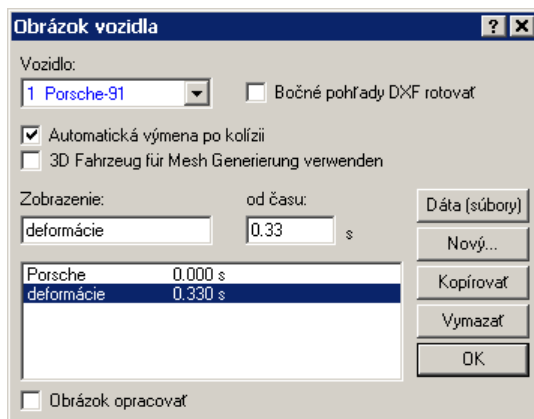 Obrázok vozidla
Vozidlo:
1 Porsche-91
Bočné pohľady DXF rotovať
Automatická výmena po kolízii
3D Fahrzeug für Mesh Generierung verwenden
Zobrazenie:
od času:
deformácie
0.33
s
Dáta (súbory)
Nový...
Kopírovať
Vymazať
OK
Porsche 0.000 s
deformácie 0.330 s
Obrázok opracovať